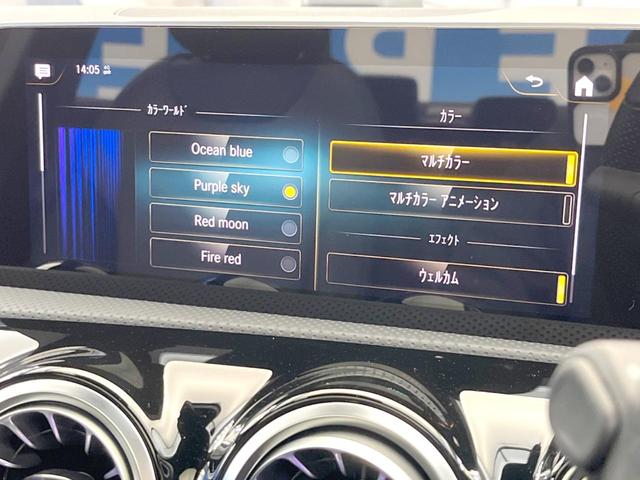 14:05
カラーワールド
Ocean blue
Purple sky
Red moon
Fire red
カラー
マルチカラー
マルチカラー アニメーション
エフェクト
ウェルカム